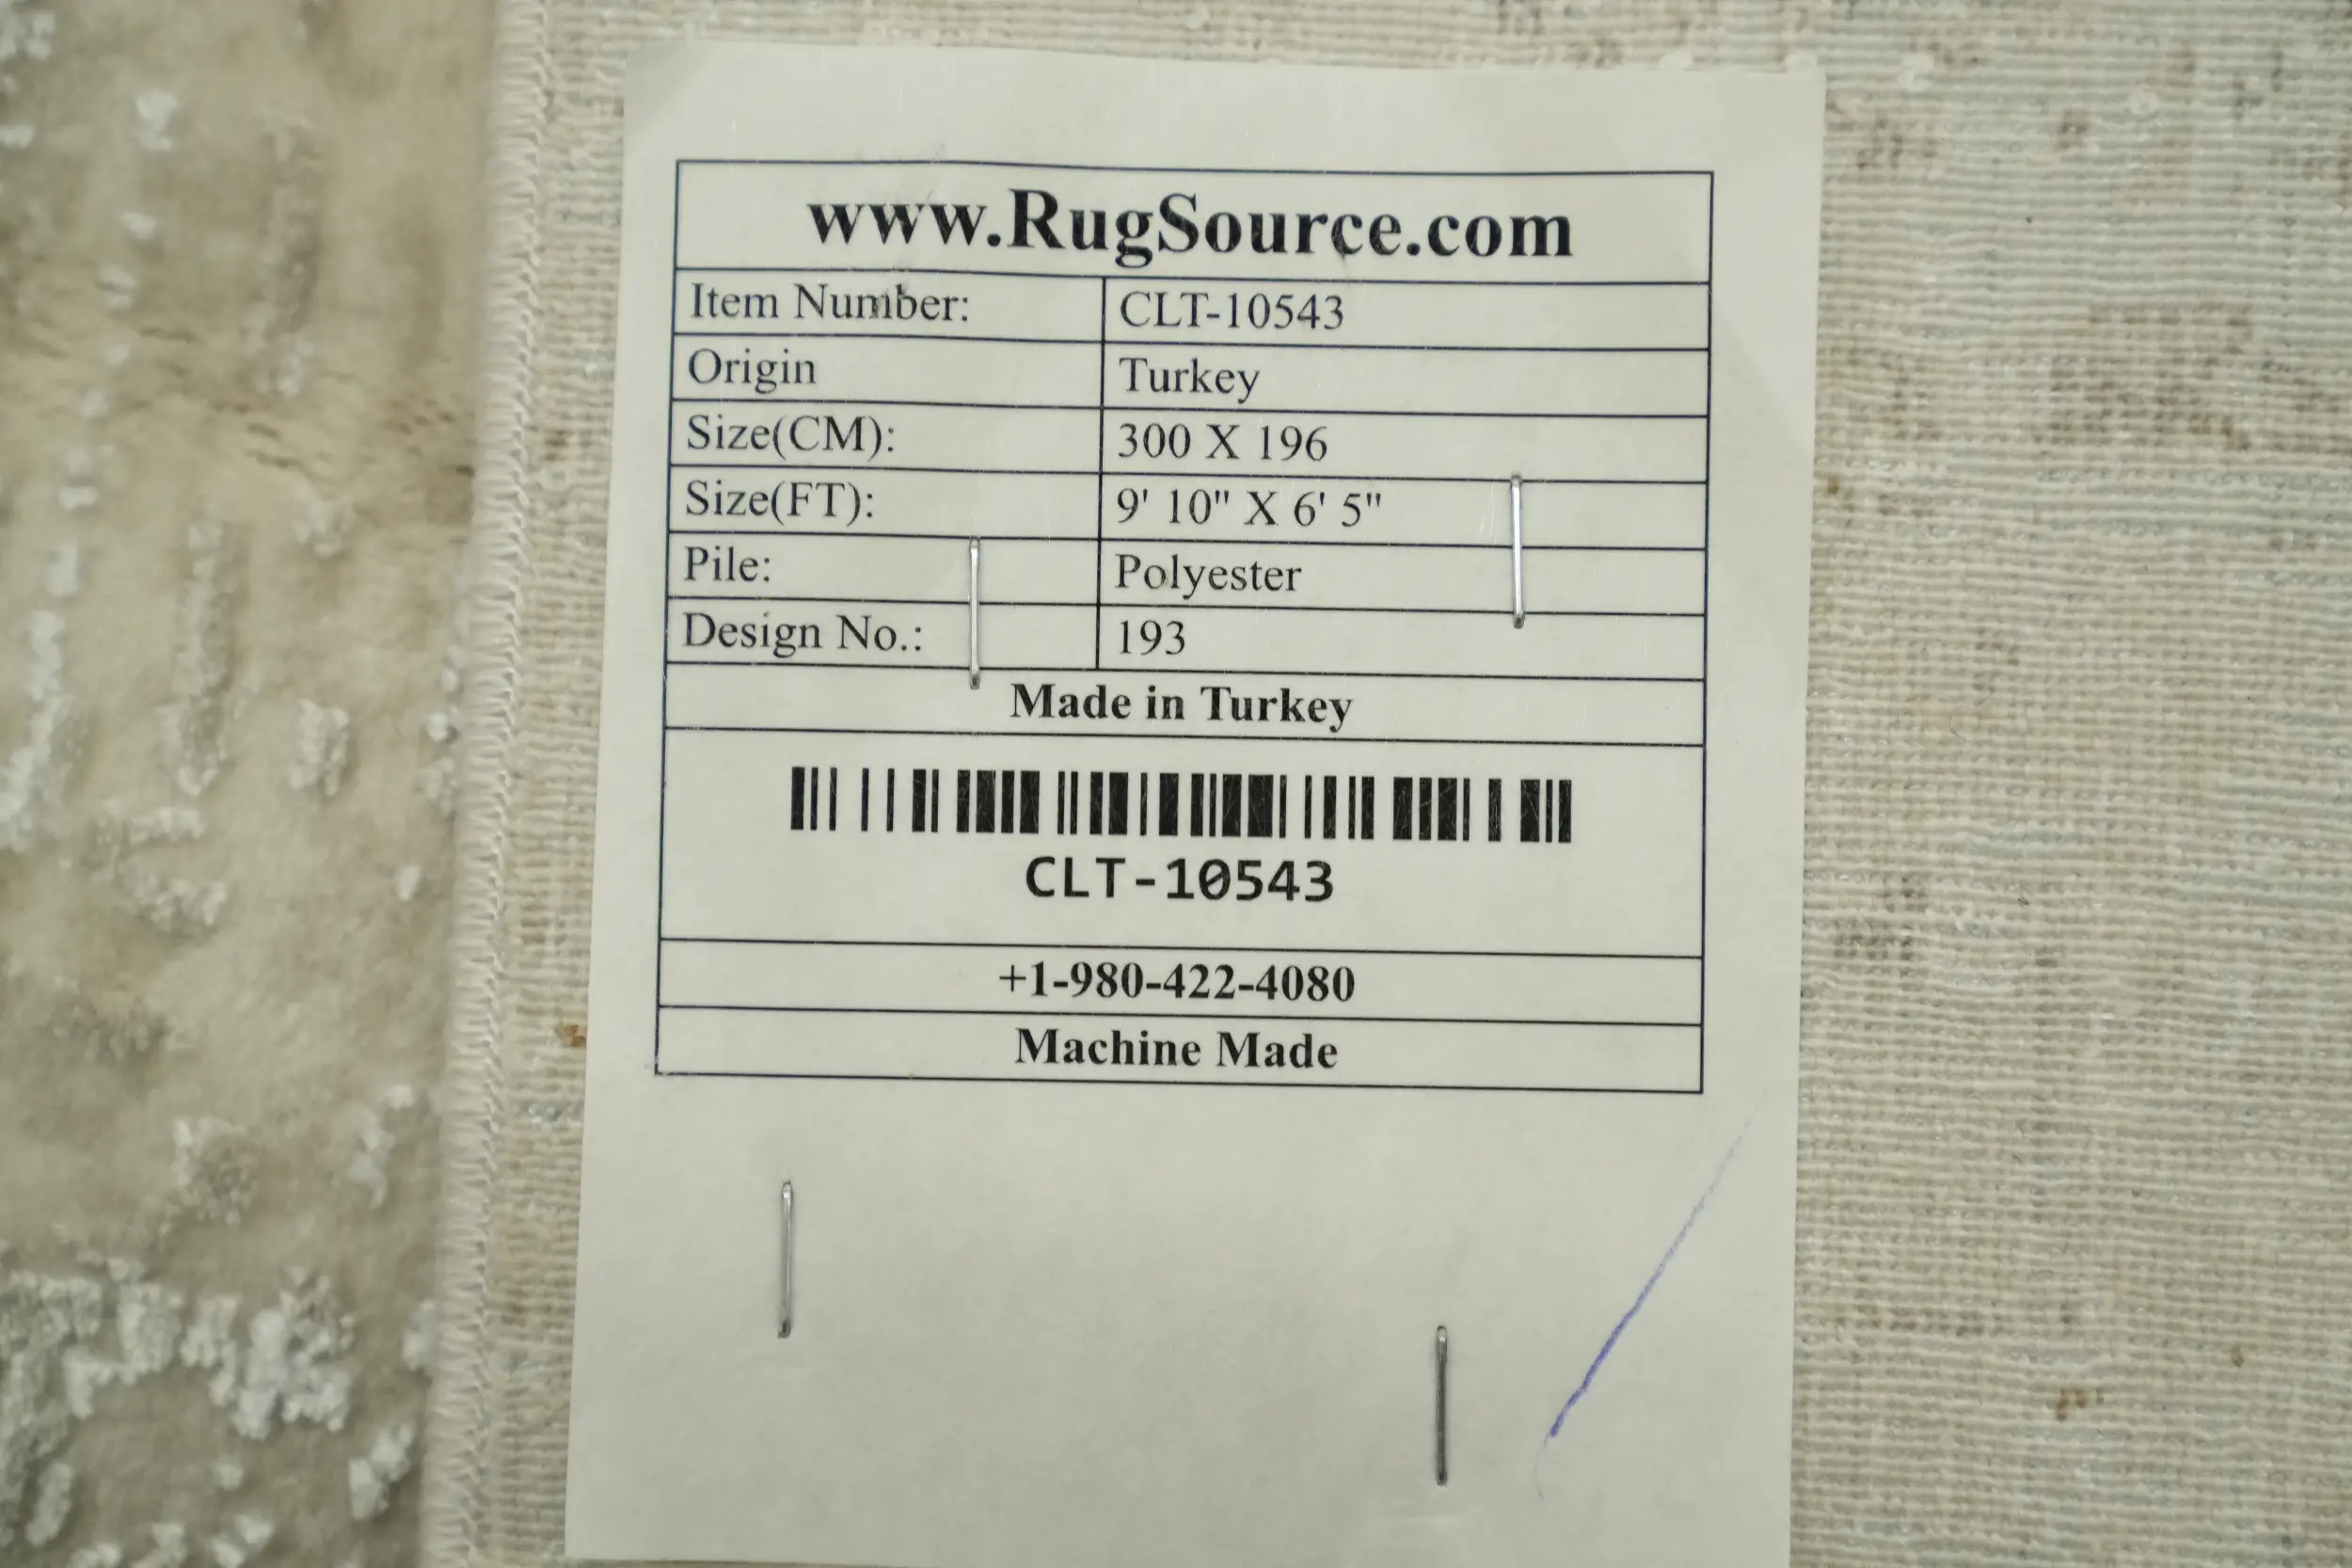 www.RugSource.com
Item Number: CLT-10543
Origin Turkey
Size(CM): 300 X 196
Size(FT): 9' 10" X 6' 5"
Pile: Polyester
Design No.: 193
Made in Turkey
CLT-10543
+1-980-422-4080
Machine Made